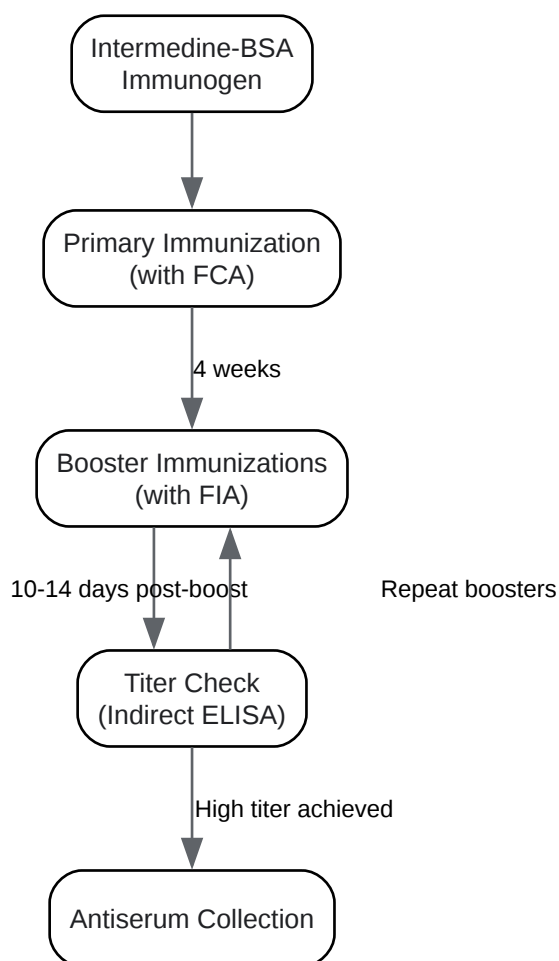 Intermedine-BSA
Immunogen
Primary Immunization
(with FCA)
4 weeks
Booster Immunizations
(with FIA)
10-14 days post-boost
Repeat boosters
Titer Check
(Indirect ELISA)
High titer achieved
Antiserum Collection